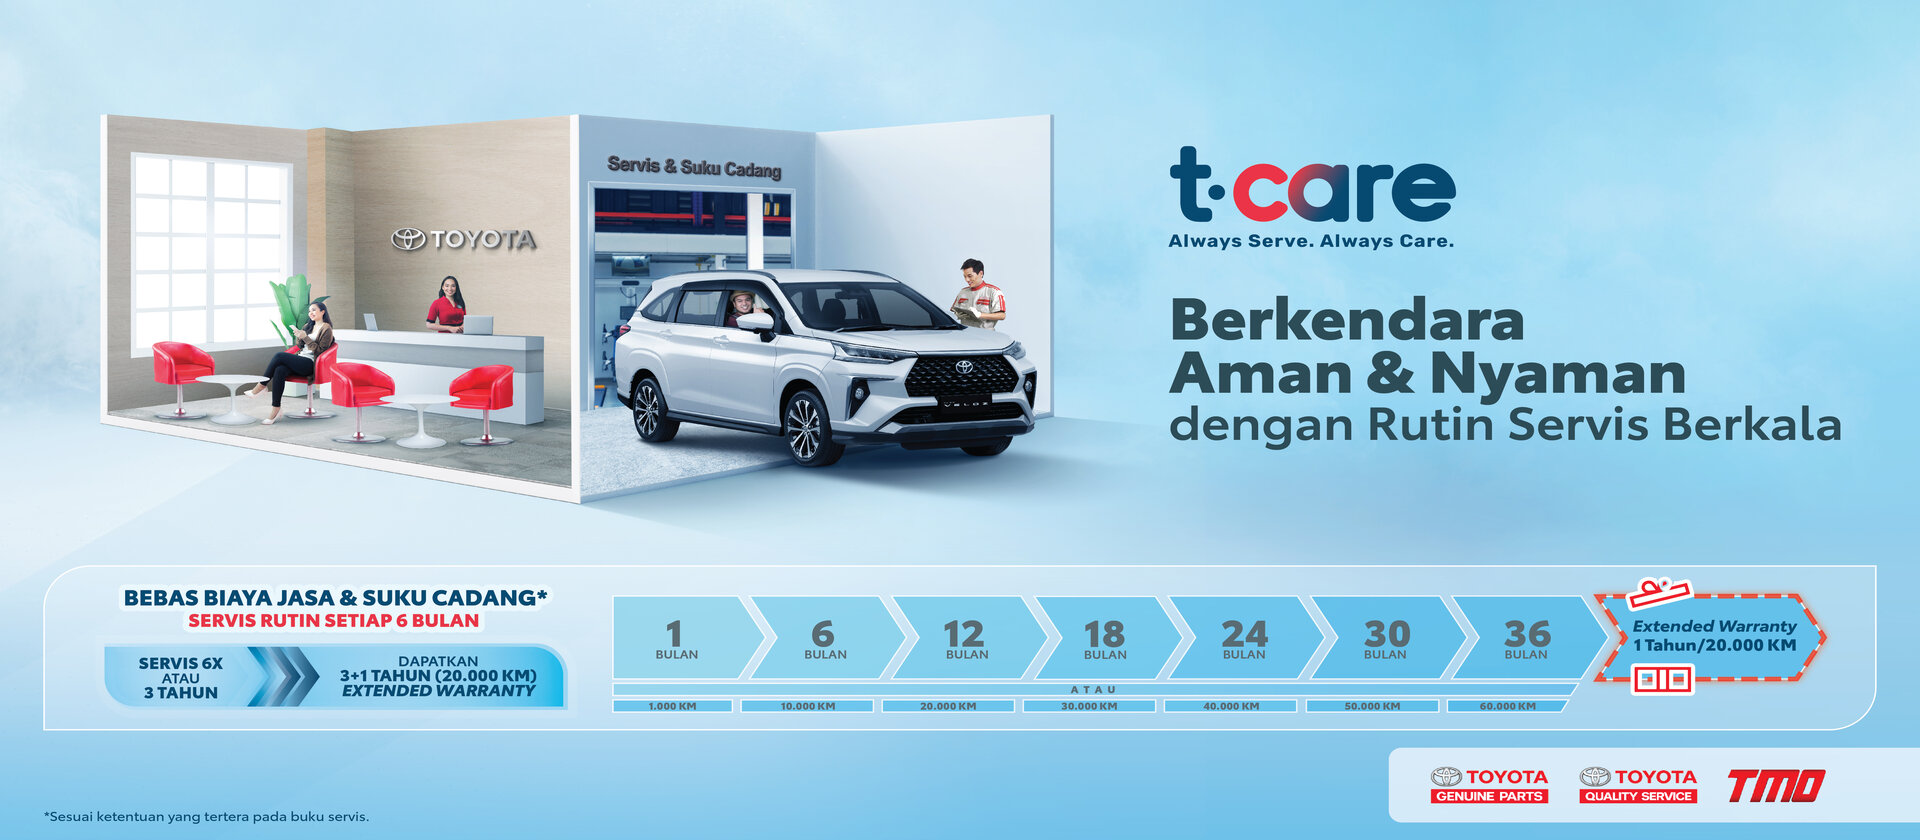 Servis & Suku Cadang
TOYOTA
VELOZ
t·care
Always Serve. Always Care.
Berkendara
Aman & Nyaman
dengan Rutin Servis Berkala
BEBAS BIAYA JASA & SUKU CADANG*
SERVIS RUTIN SETIAP 6 BULAN
SERVIS 6X
ATAU
3 TAHUN
DAPATKAN
3+1 TAHUN (20.000 KM)
EXTENDED WARRANTY
1
BULAN
6
BULAN
12
BULAN
18
BULAN
24
BULAN
30
BULAN
36
BULAN
Extended Warranty
1 Tahun/20.000 KM
ATAU
1.000 KM
10.000 KM
20.000 KM
30.000 KM
40.000 KM
50.000 KM
60.000 KM
TOYOTA
GENUINE PARTS
TOYOTA
QUALITY SERVICE
TMO
*Sesuai ketentuan yang tertera pada buku servis.